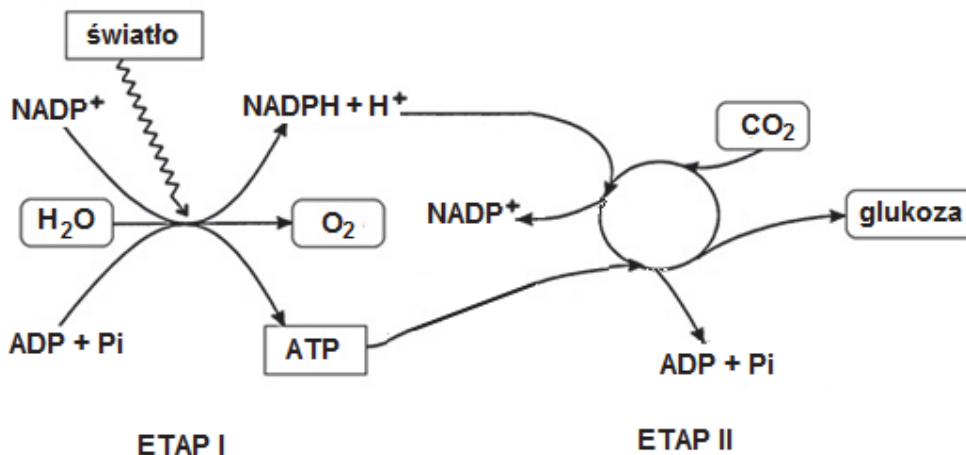 światło
NADP⁺
NADPH + H⁺
CO₂
H₂O
O₂
NADP⁺
glukoza
ADP + Pi
ATP
ADP + Pi
ETAP I
ETAP II